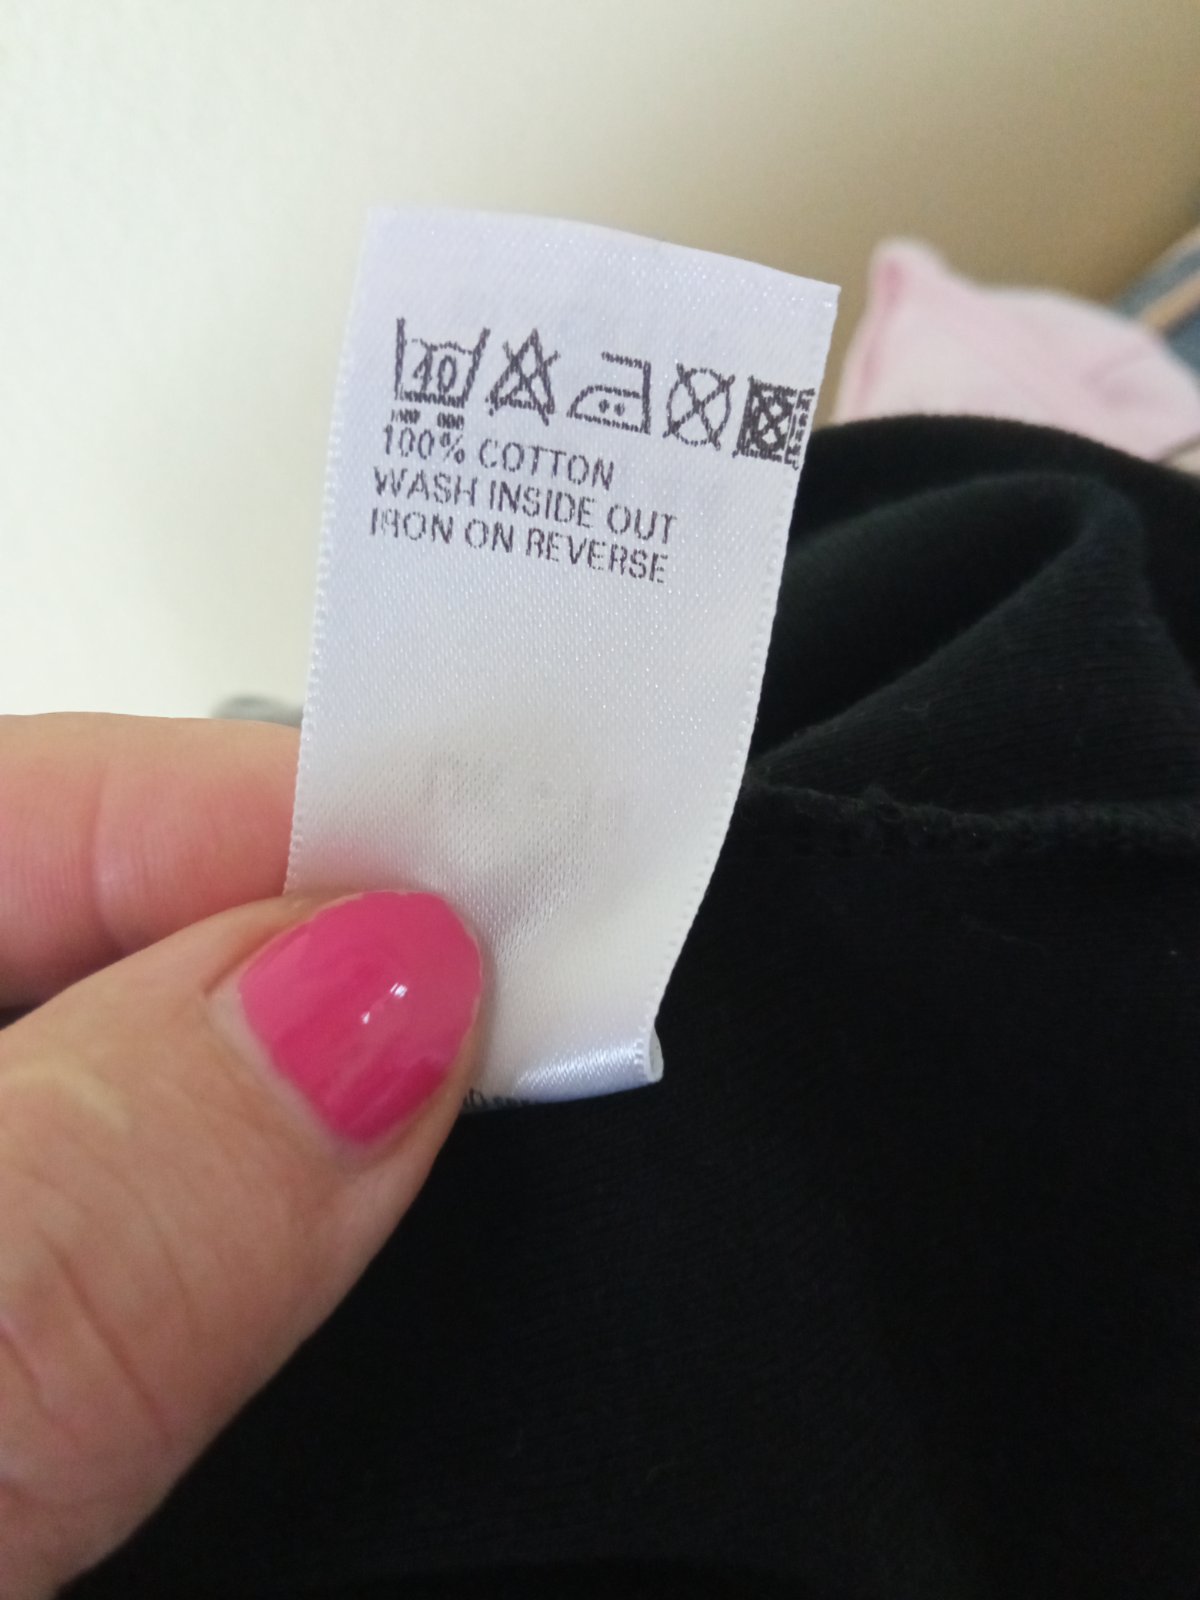 40
100% COTTON
WASH INSIDE OUT
IRON ON REVERSE